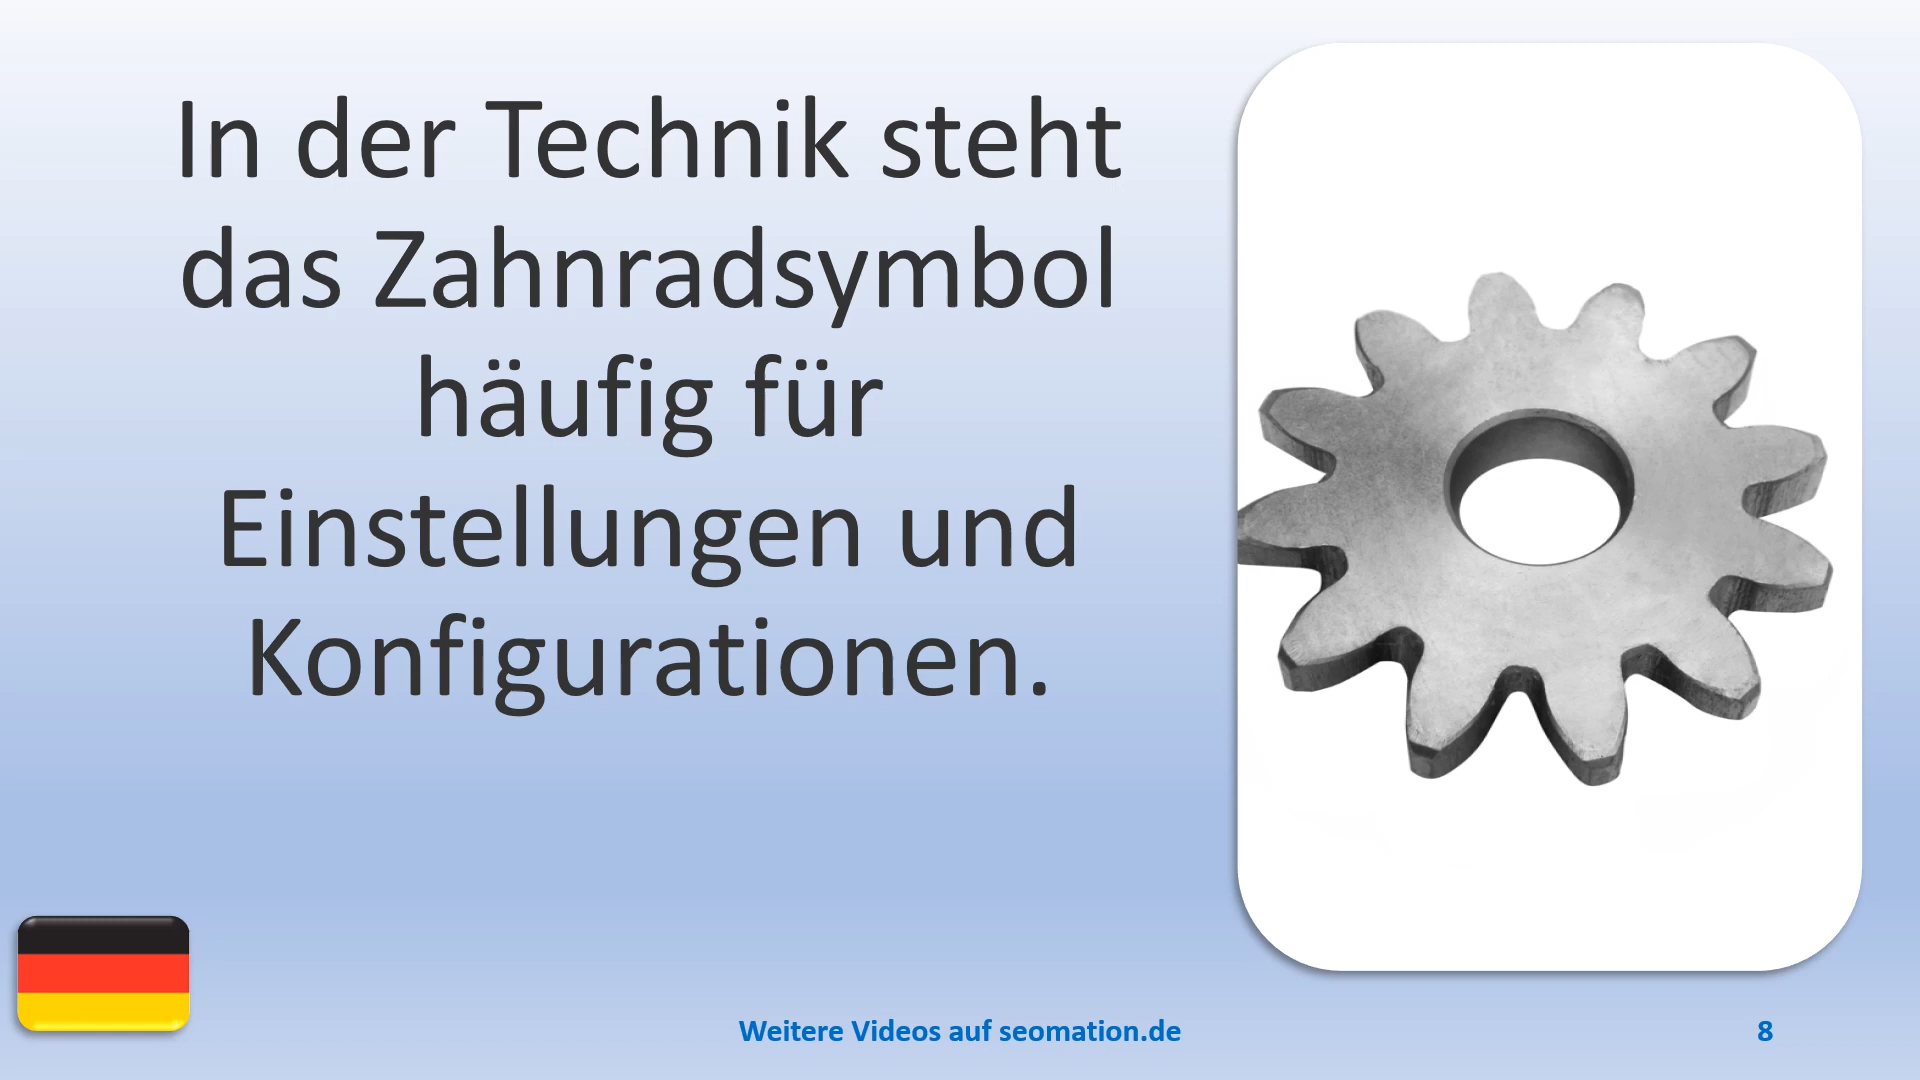 In der Technik steht
das Zahnradsymbol
häufig für
Einstellungen und
Konfigurationen.
Weitere Videos auf seomation.de
8